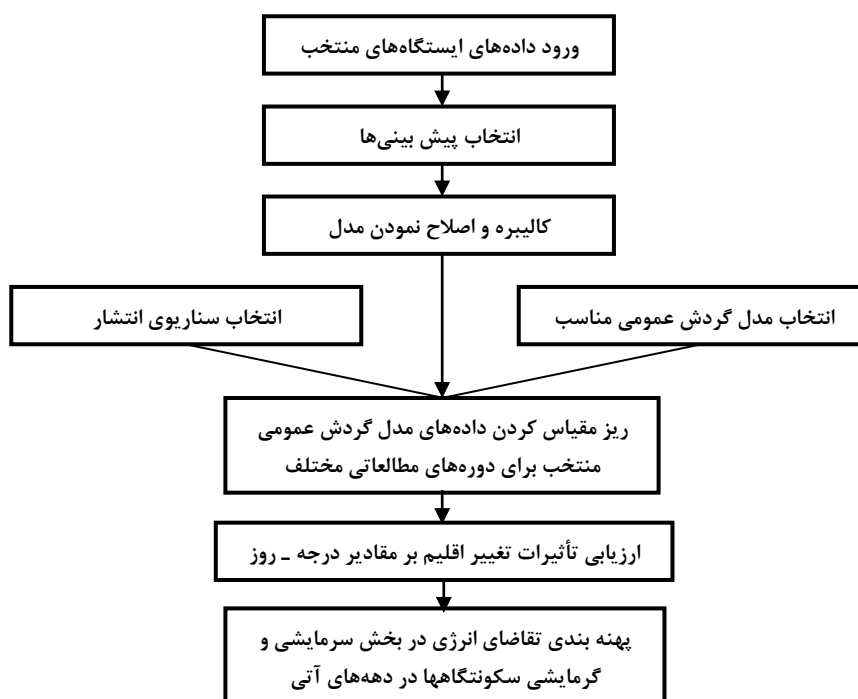 ورود داده‌های ایستگاه‌های منتخب
انتخاب پیش بینی‌ها
کالیبره و اصلاح نمودن مدل
انتخاب مدل گردش عمومی مناسب
انتخاب سناریوی انتشار
ریز مقیاس کردن داده‌های مدل گردش عمومی
منتخب برای دوره‌های مطالعاتی مختلف
ارزیابی تأثیرات تغییر اقلیم بر مقادیر درجه ـ روز
پهنه بندی تقاضای انرژی در بخش سرمایشی و
گرمایشی سکونتگاهها در دهه‌های آتی